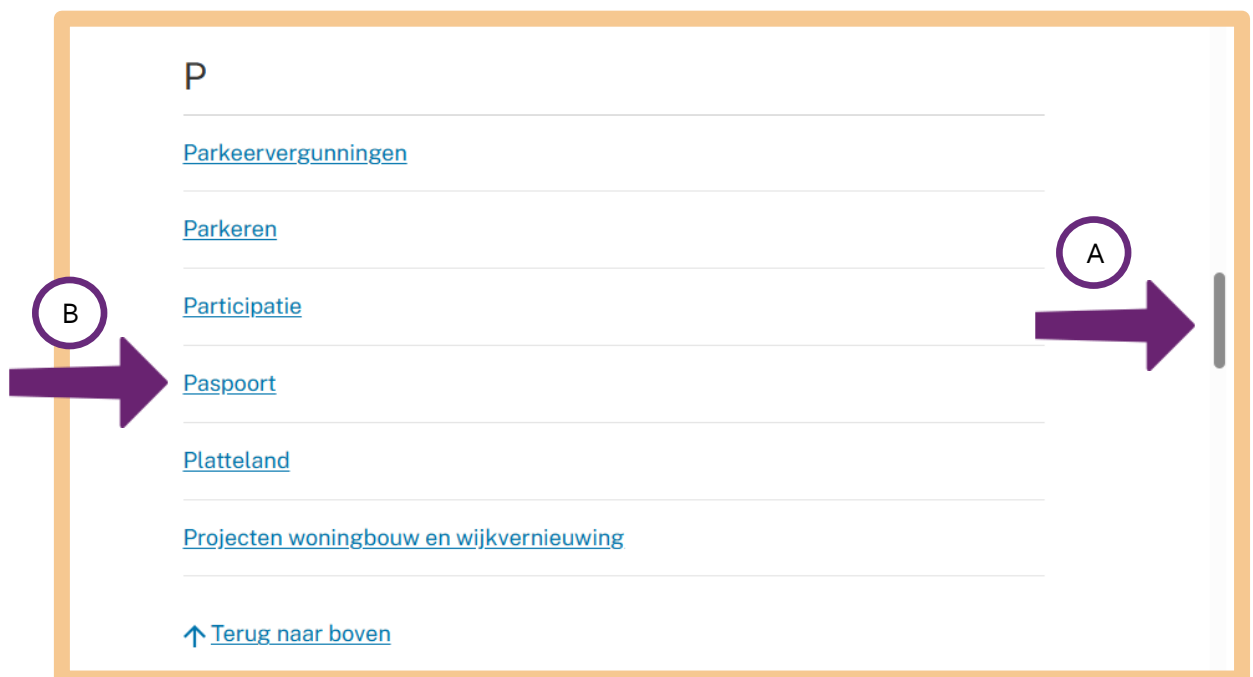 P
Parkeervergunningen
Parkeren
A
Participatie
B
Paspoort
Platteland
Projecten woningbouw en wijkvernieuwing
Terug naar boven